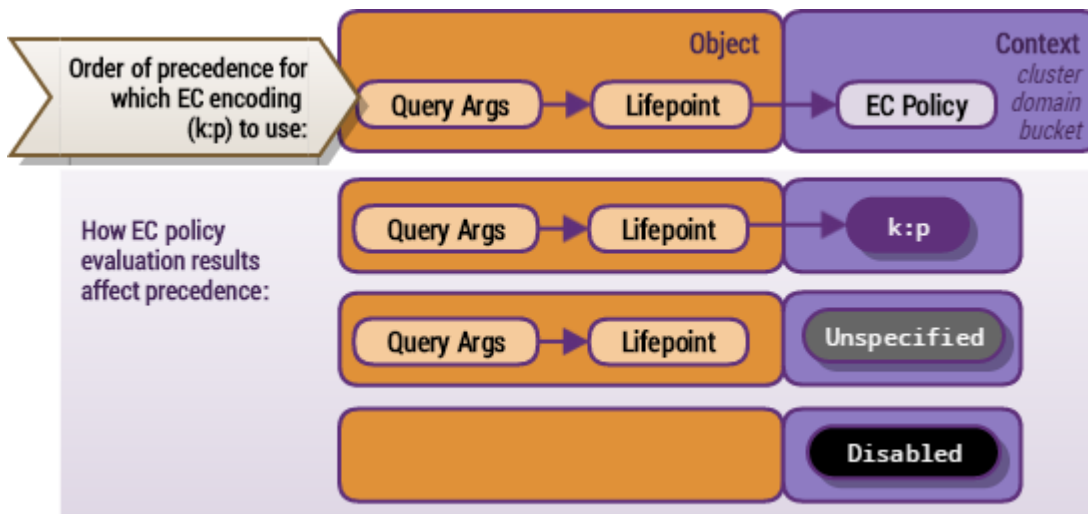 Order of precedence for
which EC encoding
(k:p) to use:
Object
Query Args
Lifepoint
Context
cluster
domain
bucket
EC Policy
How EC policy
evaluation results
affect precedence:
Query Args
Lifepoint
k:p
Query Args
Lifepoint
Unspecified
Disabled